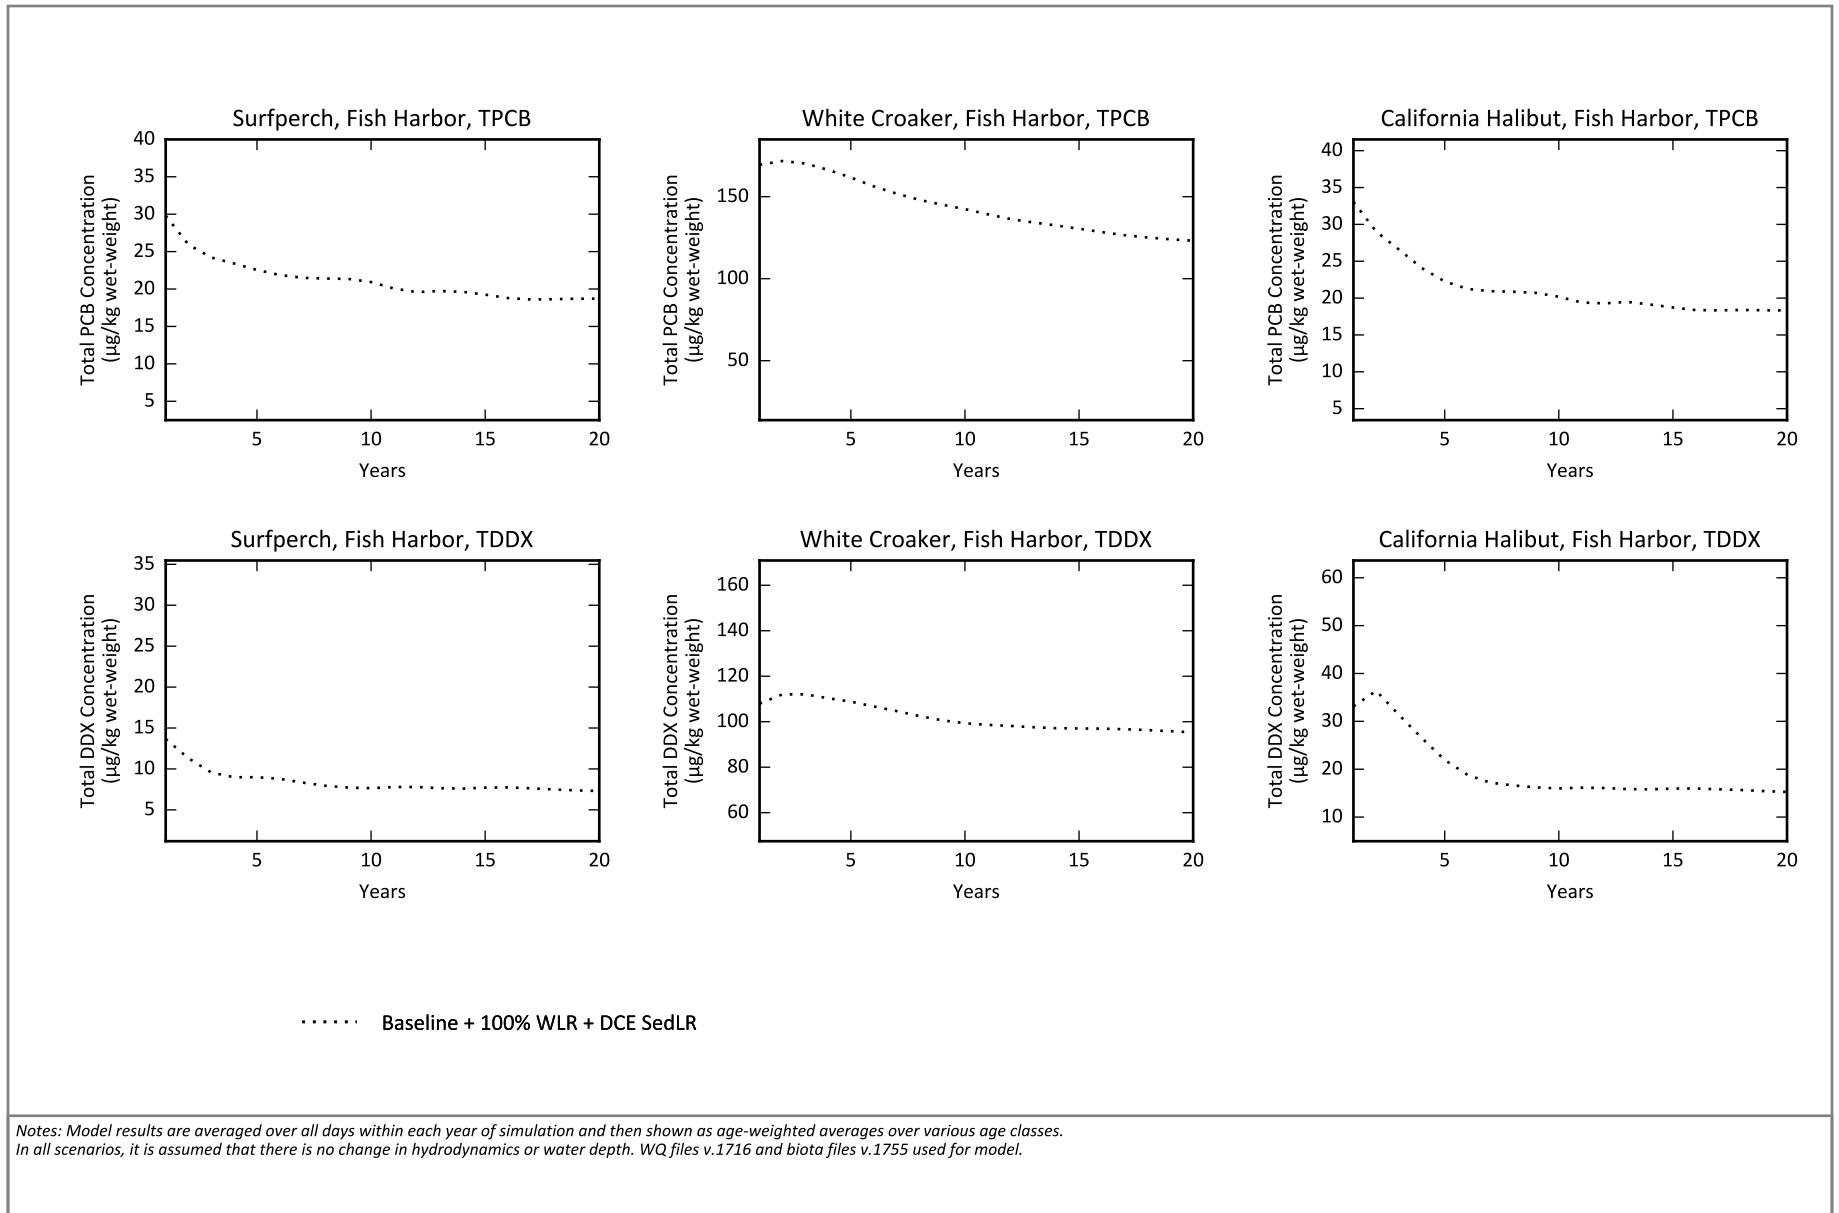 Surfperch, Fish Harbor, TPCB
40
35
30
25
20
15
10
5
Total PCB Concentration
(µg/kg wet-weight)
5 10 15 20
Years
White Croaker, Fish Harbor, TPCB
150
100
50
Total PCB Concentration
(µg/kg wet-weight)
5 10 15 20
Years
California Halibut, Fish Harbor, TPCB
40
35
30
25
20
15
10
5
Total PCB Concentration
(µg/kg wet-weight)
5 10 15 20
Years
Surfperch, Fish Harbor, TDDX
35
30
25
20
15
10
5
Total DDX Concentration
(µg/kg wet-weight)
5 10 15 20
Years
White Croaker, Fish Harbor, TDDX
160
140
120
100
80
60
Total DDX Concentration
(µg/kg wet-weight)
5 10 15 20
Years
California Halibut, Fish Harbor, TDDX
60
50
40
30
20
10
Total DDX Concentration
(µg/kg wet-weight)
5 10 15 20
Years
Baseline + 100% WLR + DCE SedLR
Notes: Model results are averaged over all days within each year of simulation and then shown as age-weighted averages over various age classes.
In all scenarios, it is assumed that there is no change in hydrodynamics or water depth. WQ files v.1716 and biota files v.1755 used for model.